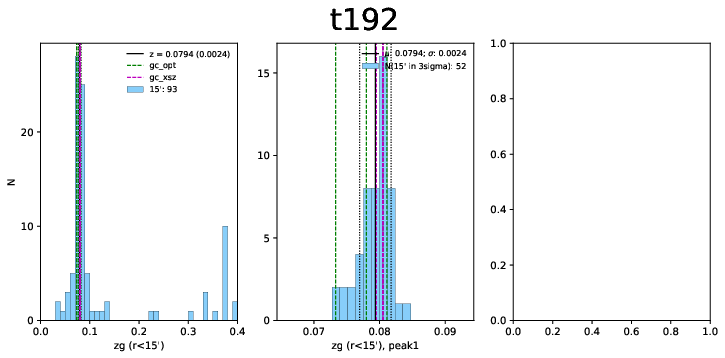 t192
z = 0.0794 (0.0024)
gc_opt
gc_xsz
15': 93
N
20
10
0
0.0 0.1 0.2 0.3 0.4
zg (r<15')
μ: 0.0794; σ: 0.0024
N(15' in 3sigma): 52
15
10
5
0
0.07 0.08 0.09
zg (r<15'), peak1
1.0
0.8
0.6
0.4
0.2
0.0
0.0 0.2 0.4 0.6 0.8 1.0